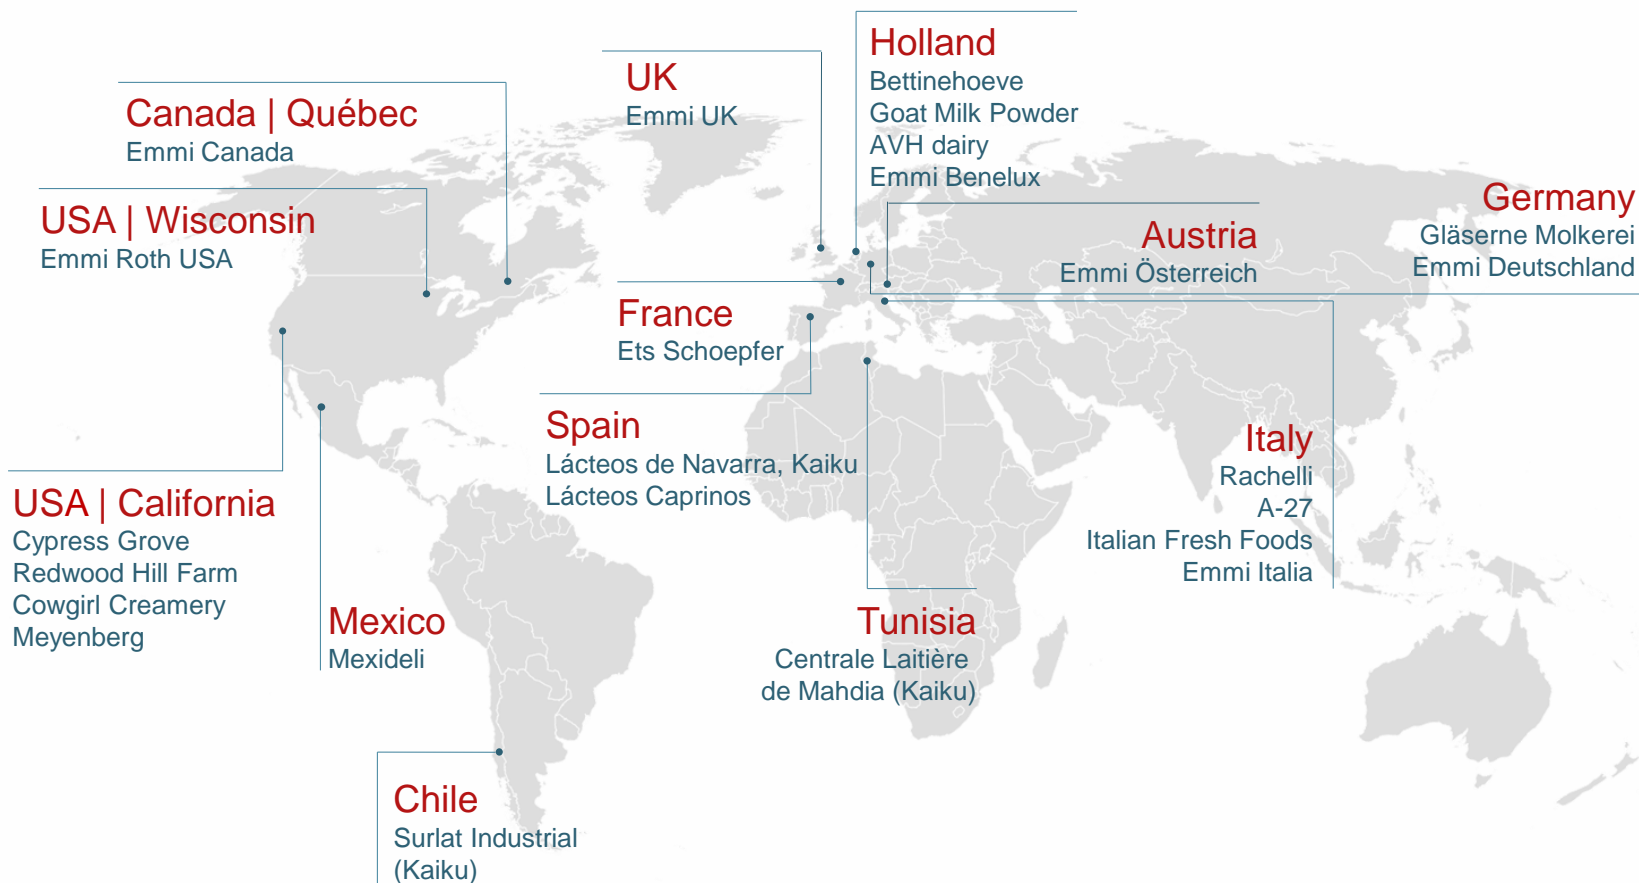 Canada | Québec
Emmi Canada
USA | Wisconsin
Emmi Roth USA
USA | California
Cypress Grove
Redwood Hill Farm
Cowgirl Creamery
Meyenberg
Mexico
Mexideli
Chile
Surlat Industrial
(Kaiku)
UK
Emmi UK
France
Ets Schoepfer
Spain
Lácteos de Navarra, Kaiku
Lácteos Caprinos
Holland
Bettinehoeve
Goat Milk Powder
AVH dairy
Emmi Benelux
Austria
Emmi Österreich
Germany
Gläserne Molkerei
Emmi Deutschland
Italy
Rachelli
A-27
Italian Fresh Foods
Emmi Italia
Tunisia
Centrale Laitière
de Mahdia (Kaiku)